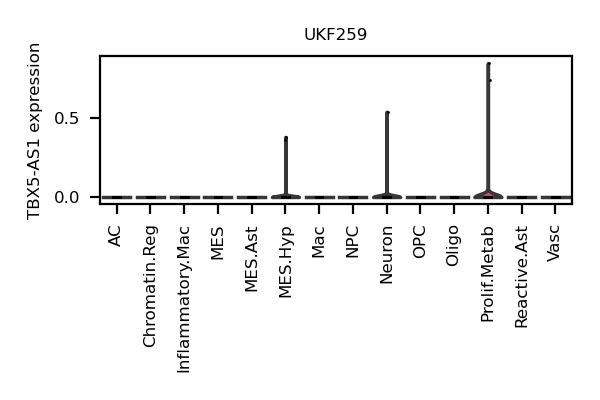 UKF259
TBX5-AS1 expression
0.5
0.0
AC
Chromatin.Reg
Inflammatory.Mac
MES
MES.Ast
MES.Hyp
Mac
NPC
Neuron
OPC
Oligo
Prolif.Metab
Reactive.Ast
Vasc